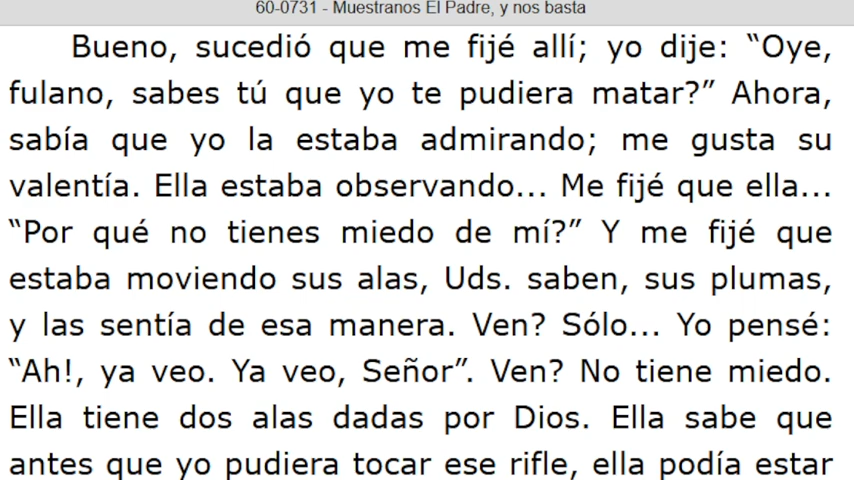 60-0731 - Muestranos El Padre, y nos basta
Bueno, sucedió que me fijé allí; yo dije: “Oye,
fulano, sabes tú que yo te pudiera matar?” Ahora,
sabía que yo la estaba admirando; me gusta su
valentía. Ella estaba observando... Me fijé que ella...
“Por qué no tienes miedo de mí?” Y me fijé que
estaba moviendo sus alas, Uds. saben, sus plumas,
y las sentía de esa manera. Ven? Sólo... Yo pensé:
“Ah!, ya veo. Ya veo, Señor”. Ven? No tiene miedo.
Ella tiene dos alas dadas por Dios. Ella sabe que
antes que yo pudiera tocar ese rifle, ella podía estar